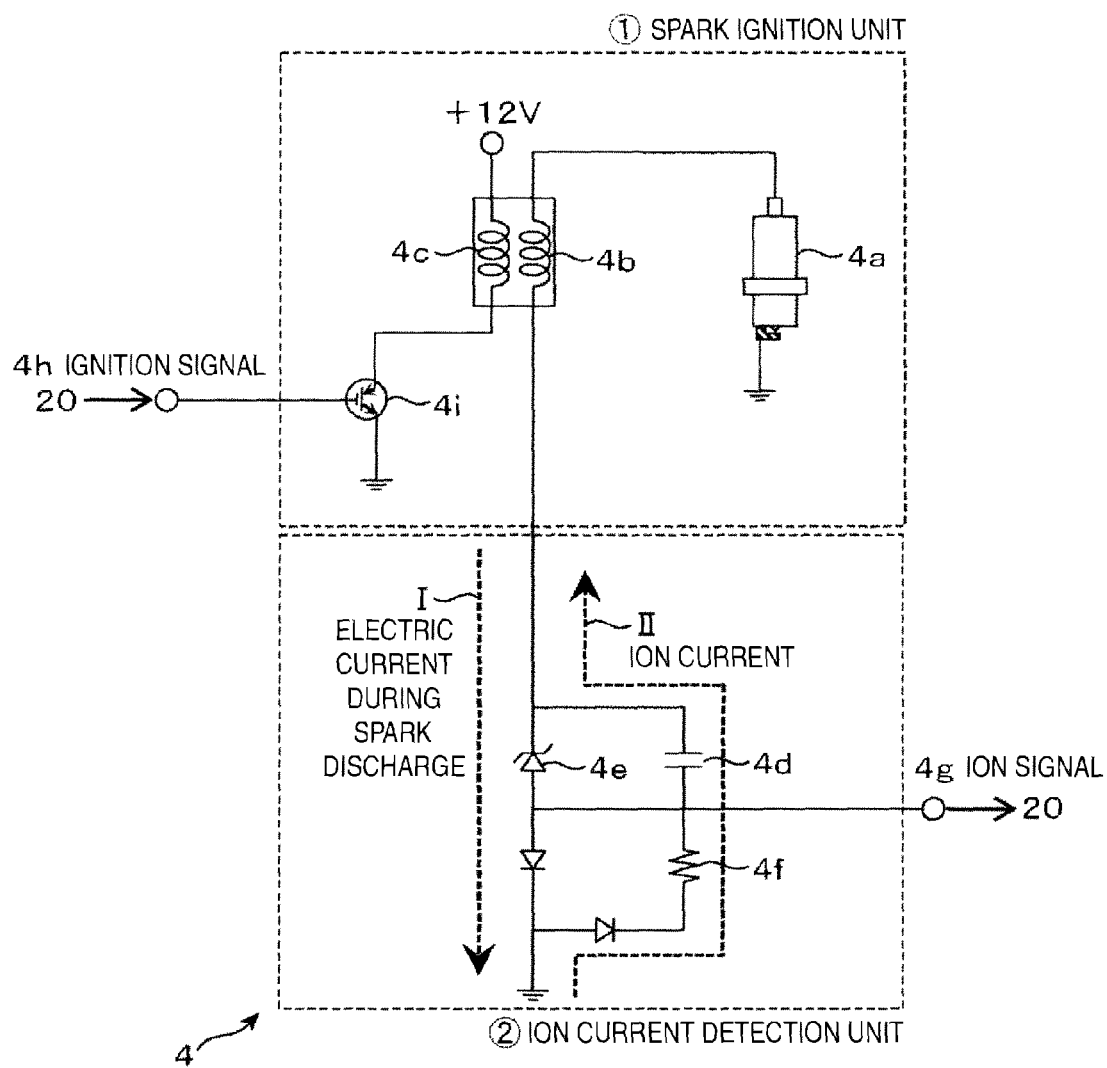 ① SPARK IGNITION UNIT
+12V
4c
4b
4a
4h IGNITION SIGNAL
20
4i
I
ELECTRIC
CURRENT
DURING
SPARK
DISCHARGE
II
ION CURRENT
4e
4d
4g ION SIGNAL
20
4f
② ION CURRENT DETECTION UNIT
4